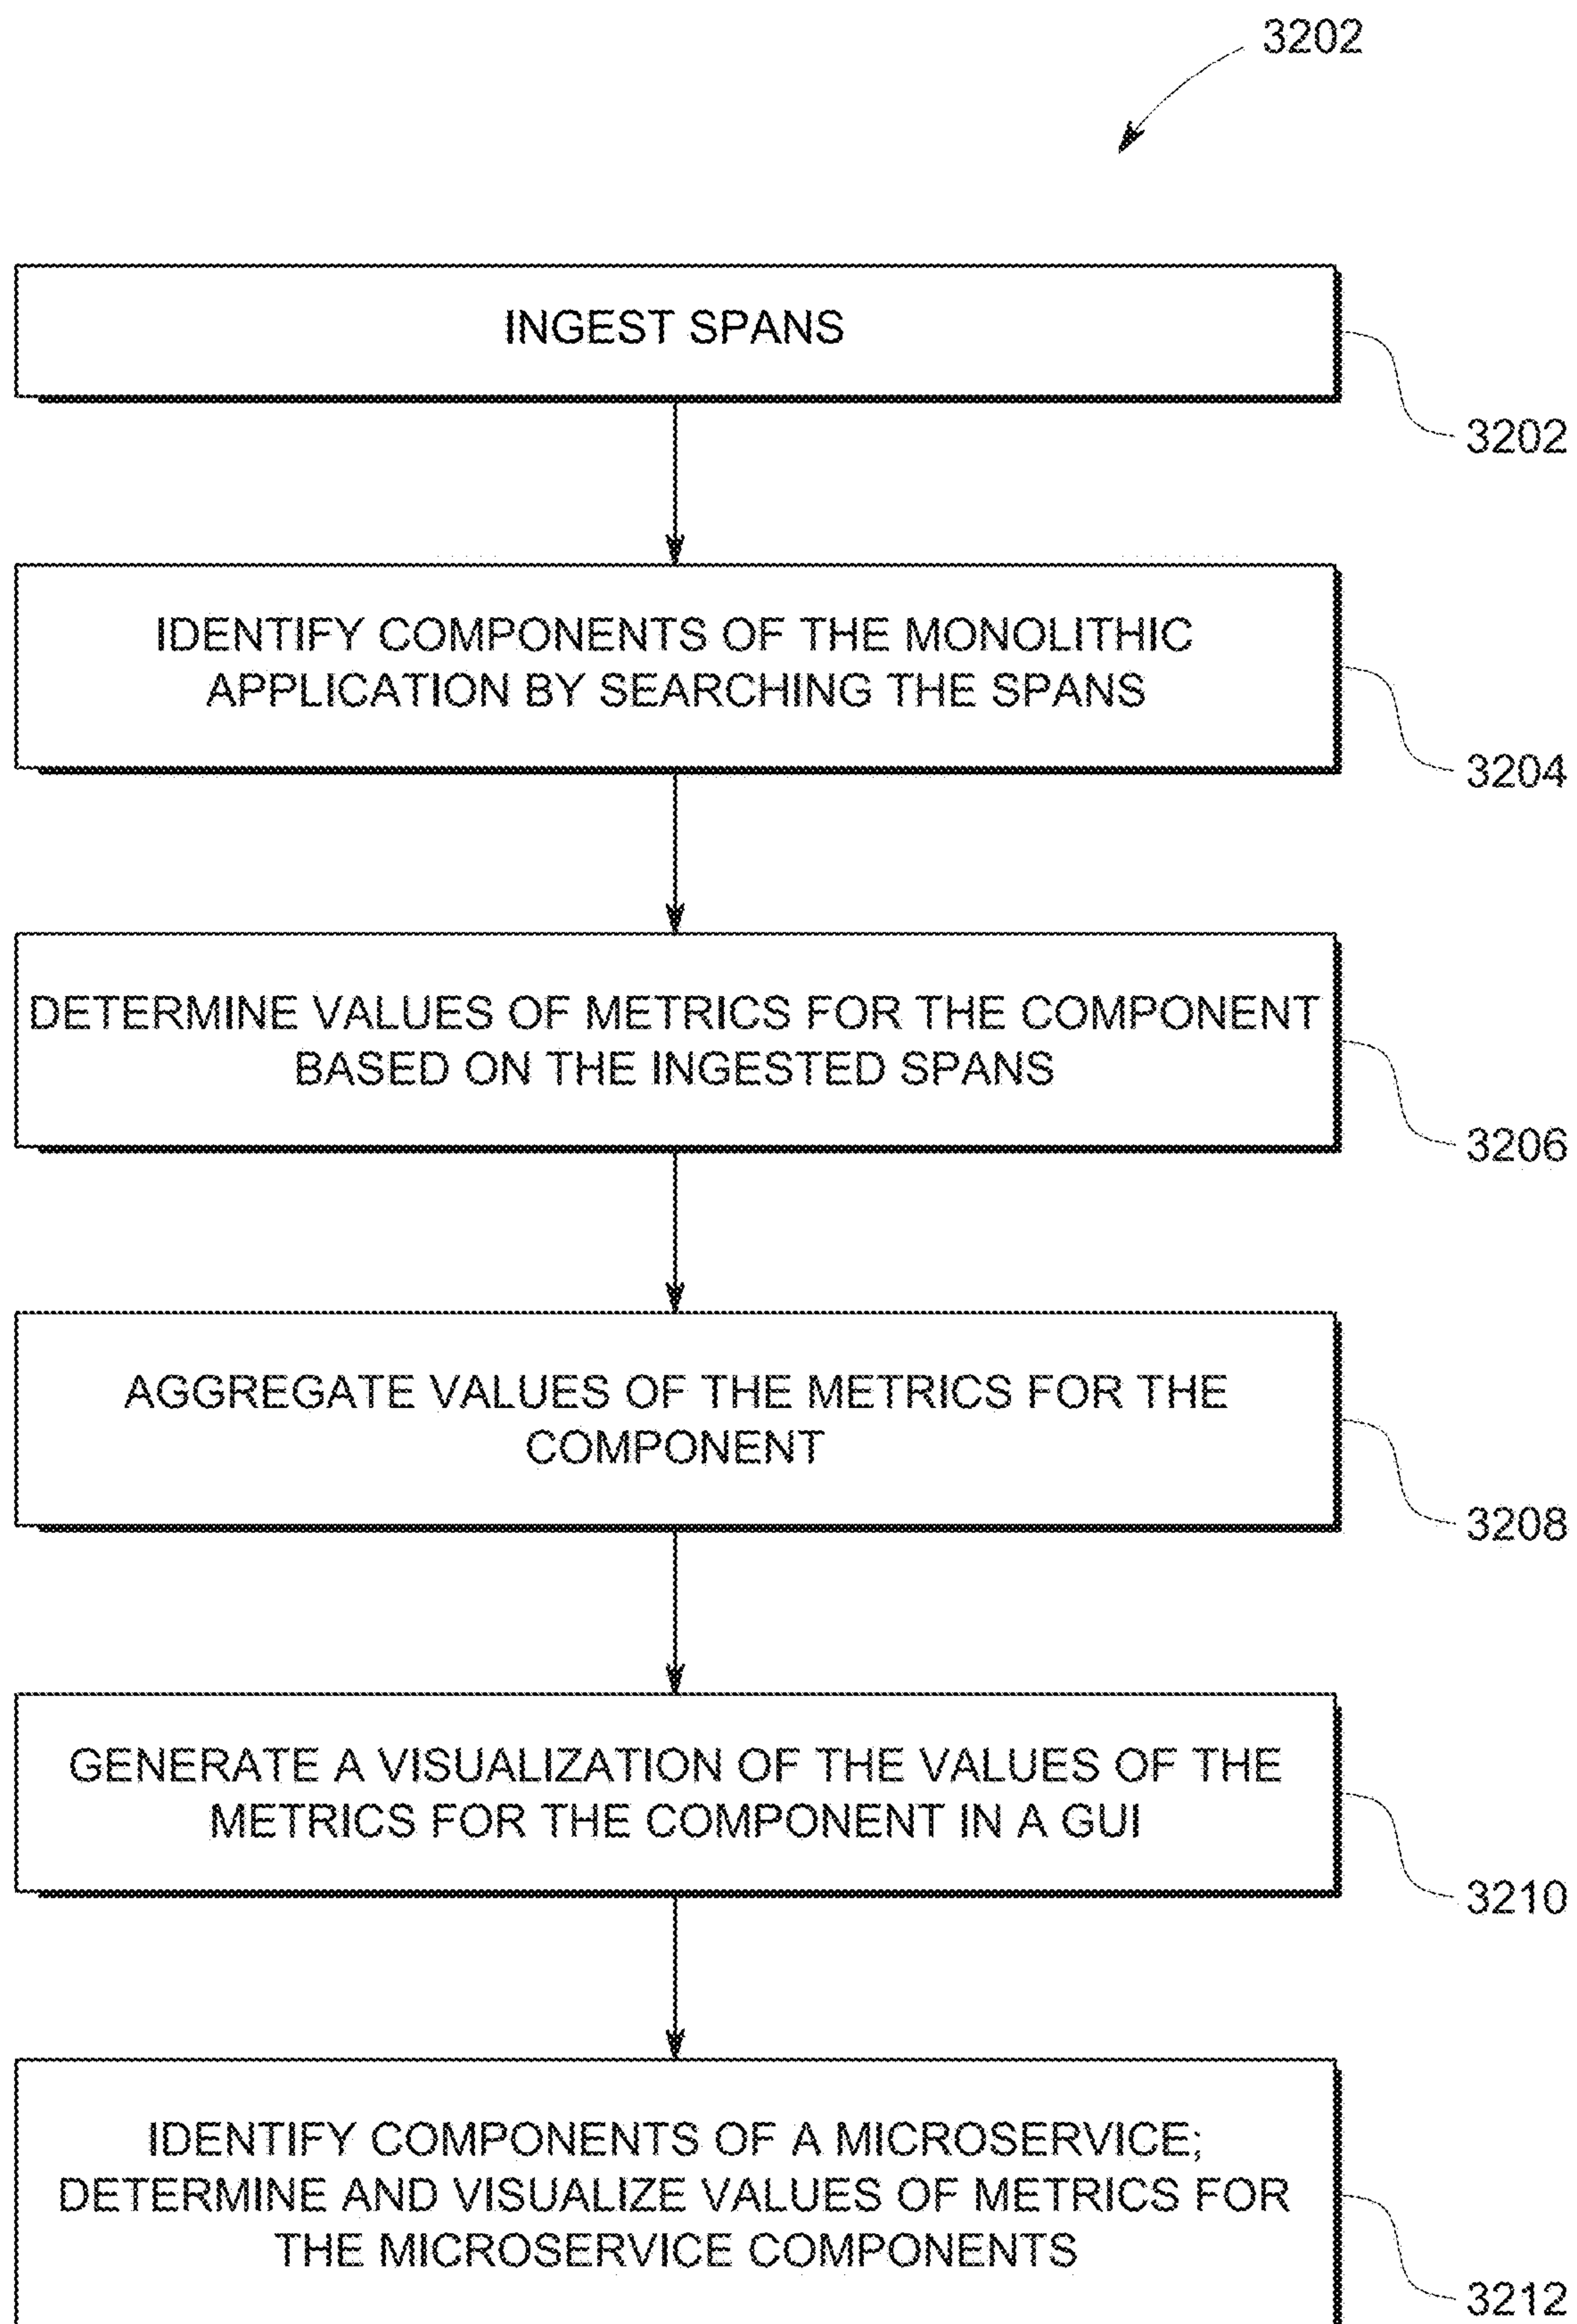 3202
INGEST SPANS
3202
IDENTIFY COMPONENTS OF THE MONOLITHIC
APPLICATION BY SEARCHING THE SPANS
3204
DETERMINE VALUES OF METRICS FOR THE COMPONENT
BASED ON THE INGESTED SPANS
3206
AGGREGATE VALUES OF THE METRICS FOR THE
COMPONENT
3208
GENERATE A VISUALIZATION OF THE VALUES OF THE
METRICS FOR THE COMPONENT IN A GUI
3210
IDENTIFY COMPONENTS OF A MICROSERVICE;
DETERMINE AND VISUALIZE VALUES OF METRICS FOR
THE MICROSERVICE COMPONENTS
3212